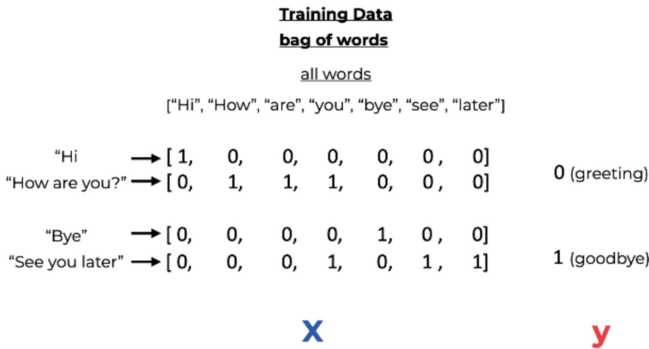 Training Data
bag of words
all words
["Hi", "How", "are", "you", "bye", "see", "later"]
"Hi → [ 1, 0, 0, 0, 0, 0, 0]
"How are you?" → [ 0, 1, 1, 1, 0, 0, 0]
0 (greeting)
"Bye" → [ 0, 0, 0, 0, 1, 0, 0]
"See you later" → [ 0, 0, 0, 1, 0, 1, 1]
1 (goodbye)
X y